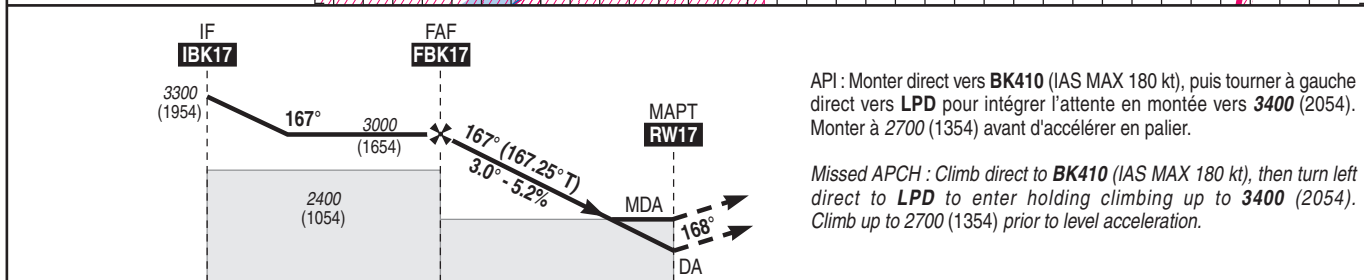 IF
IBK17
FAF
FBK17
3300
(1954)
167°
3000
(1654)
167° (167.25° T)
3.0° - 5.2%
MAPT
RW17
2400
(1054)
MDA
168°
DA
API : Monter direct vers BK410 (IAS MAX 180 kt), puis tourner à gauche
direct vers LPD pour intégrer l'attente en montée vers 3400 (2054).
Monter à 2700 (1354) avant d'accélérer en palier.
Missed APCH : Climb direct to BK410 (IAS MAX 180 kt), then turn left
direct to LPD to enter holding climbing up to 3400 (2054).
Climb up to 2700 (1354) prior to level acceleration.